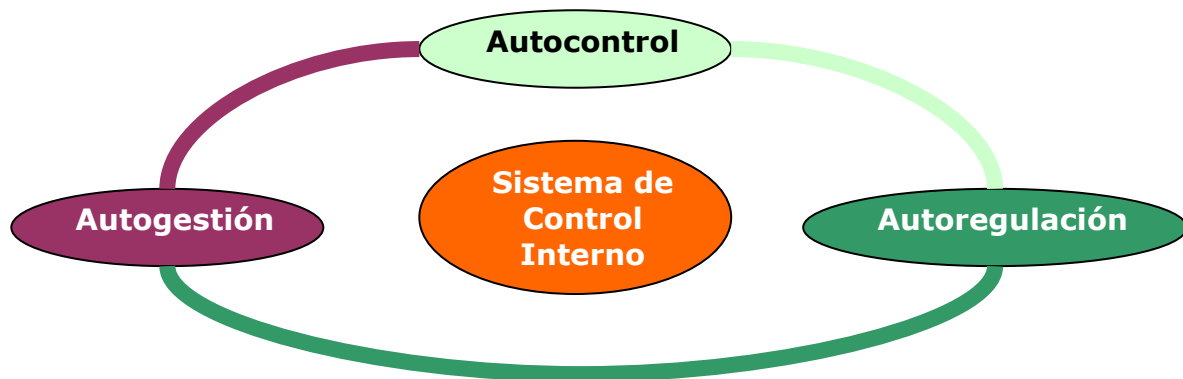 Autocontrol
Sistema de
Control
Interno
Autogestión
Autoregulación